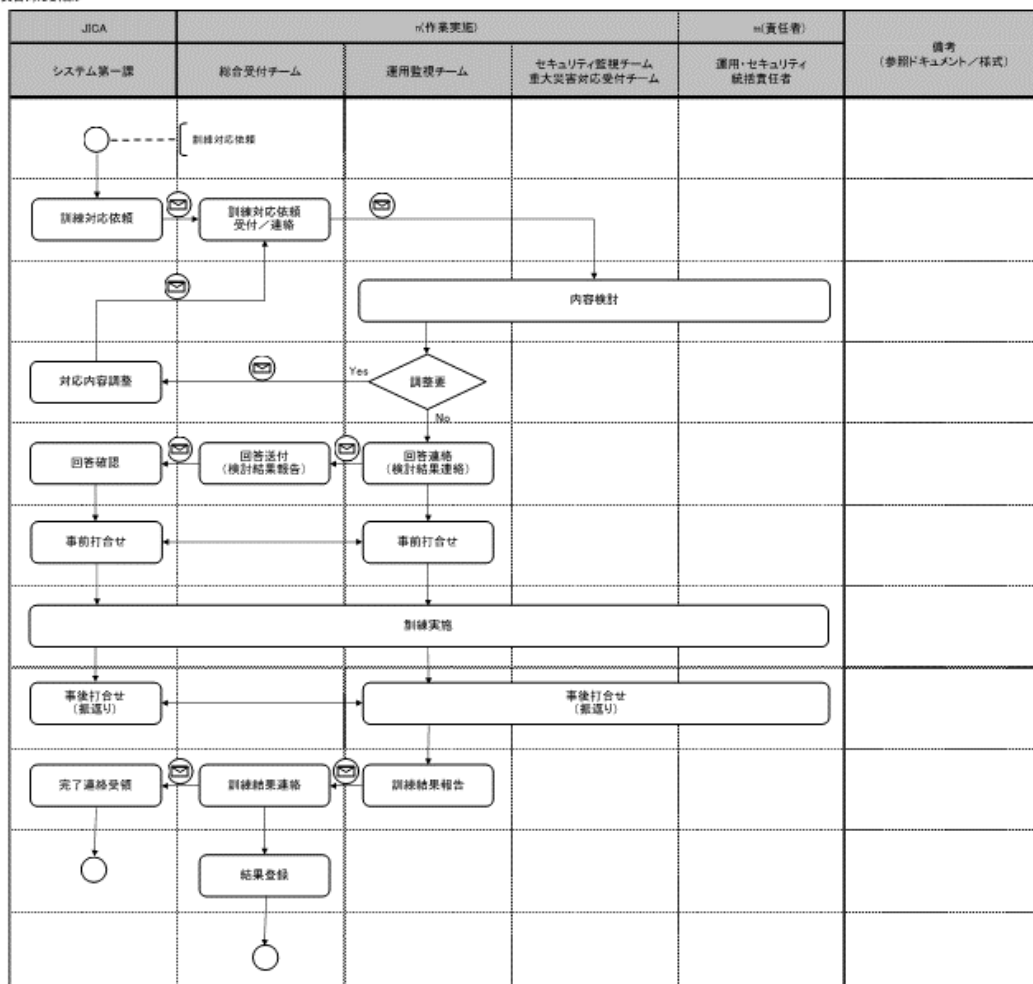 JICA
(作業実施)
(責任者)
備考
(参照ドキュメント／様式)
システム第一課
総合受付チーム
運用監視チーム
セキュリティ監視チーム
重大災害対応受付チーム
運用・セキュリティ
統括責任者
訓練対応依頼
訓練対応依頼
訓練対応依頼
受付／連絡
内容検討
対応内容調整
Yes
調整要
No
回答確認
回答送付
(検討結果報告)
回答連絡
(検討結果連絡)
事前打合せ
事前打合せ
訓練実施
事後打合せ
(振返り)
事後打合せ
(振返り)
完了連絡受領
訓練結果連絡
訓練結果報告
結果登録